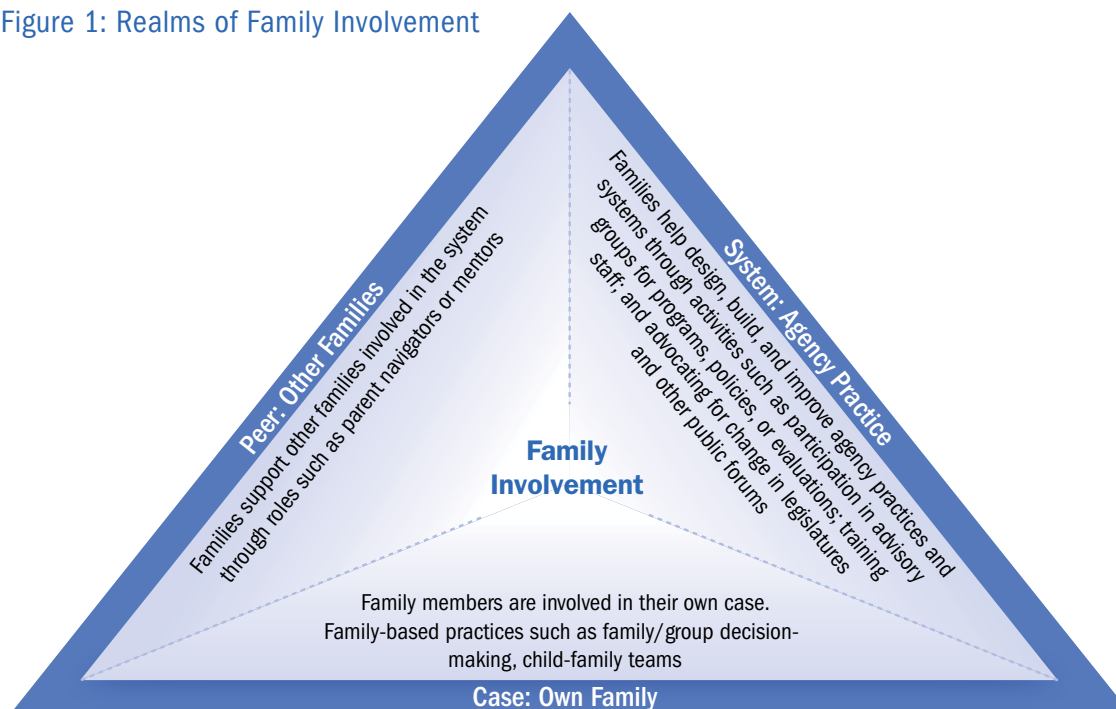 Figure 1: Realms of Family Involvement
Peer: Other Families
Families support other families involved in the system
through roles such as parent navigators or mentors
System: Agency Practice
Families help design, build, and improve agency practices and
systems through activities such as participation in advisory
groups for programs, policies, or evaluations; training
staff; and advocating for change in legislatures
and other public forums
Family
Involvement
Family members are involved in their own case.
Family-based practices such as family/group decision-
making, child-family teams
Case: Own Family